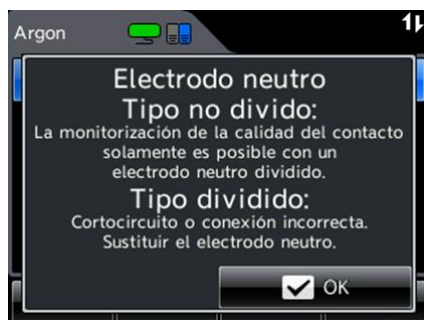 Argon
Electrodo neutro
Tipo no divido:
La monitorización de la calidad del contacto
solamente es posible con un
electrodo neutro dividido.
Tipo dividido:
Cortocircuito o conexión incorrecta.
Sustituir el electrodo neutro.
OK